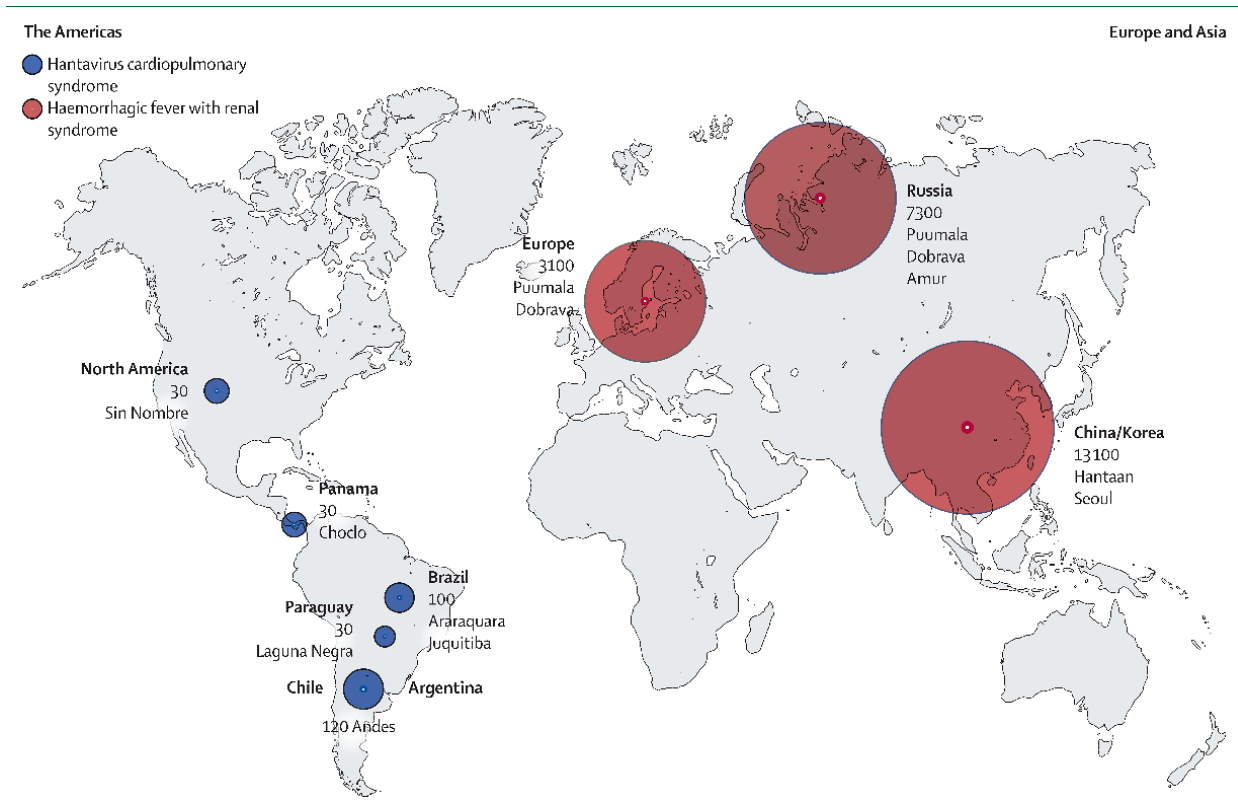 The Americas
Hantavirus cardiopulmonary
syndrome
Haemorrhagic fever with renal
syndrome
Europe and Asia
Russia
7300
Puumala
Dobrava
Amur
Europe
3100
Puumala
Dobrava
North America
30
Sin Nombre
China/Korea
13100
Hantaan
Seoul
Panama
30
Choclo
Brazil
100
Araraquara
Juquitiba
Paraguay
30
Laguna Negra
Chile
Argentina
120 Andes